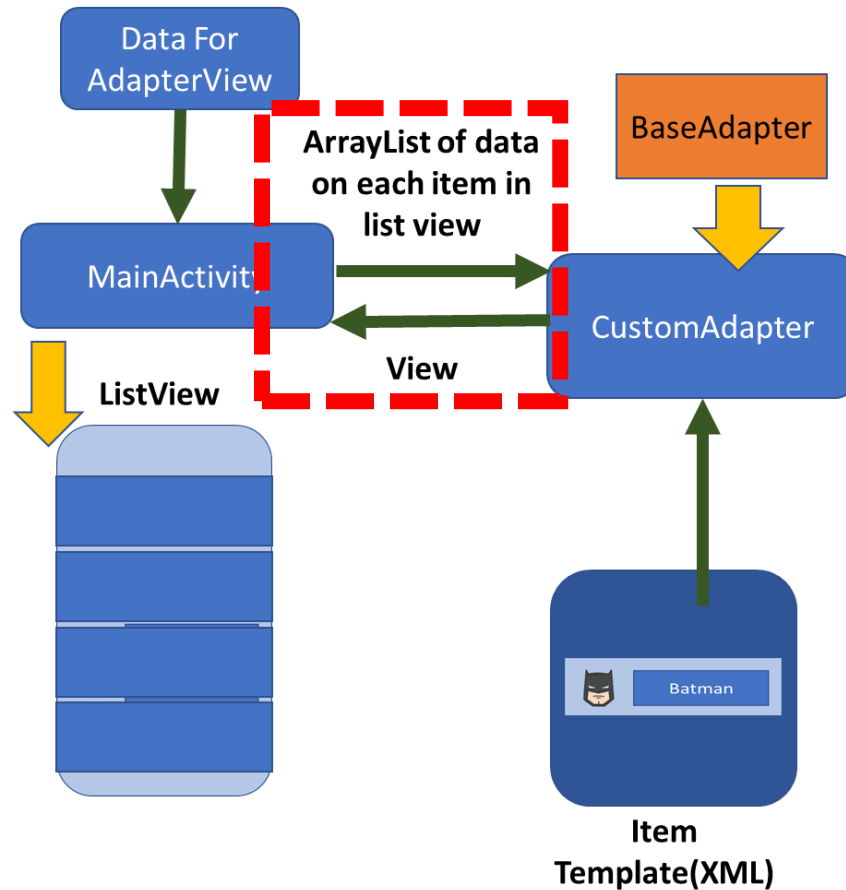 Data For
AdapterView
ArrayList of data
on each item in
list view
BaseAdapter
MainActivity
CustomAdapter
View
ListView
Batman
Item
Template(XML)